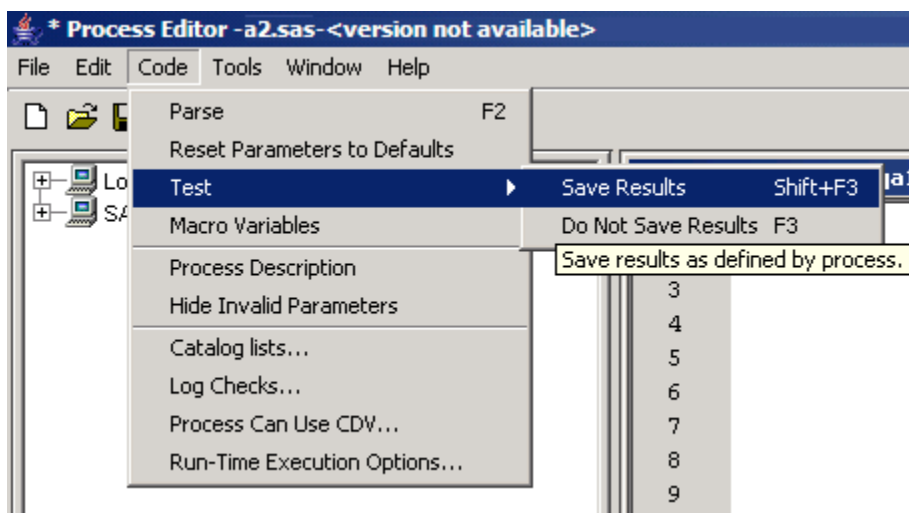 * Process Editor -a2.sas-<version not available>
File Edit Code Tools Window Help
Parse F2
Reset Parameters to Defaults
Lo
Test
Save Results Shift+F3
SA
Macro Variables
Do Not Save Results F3
Save results as defined by process.
Process Description
3
Hide Invalid Parameters
4
Catalog lists...
5
Log Checks...
6
Process Can Use CDV...
7
Run-Time Execution Options...
8
9